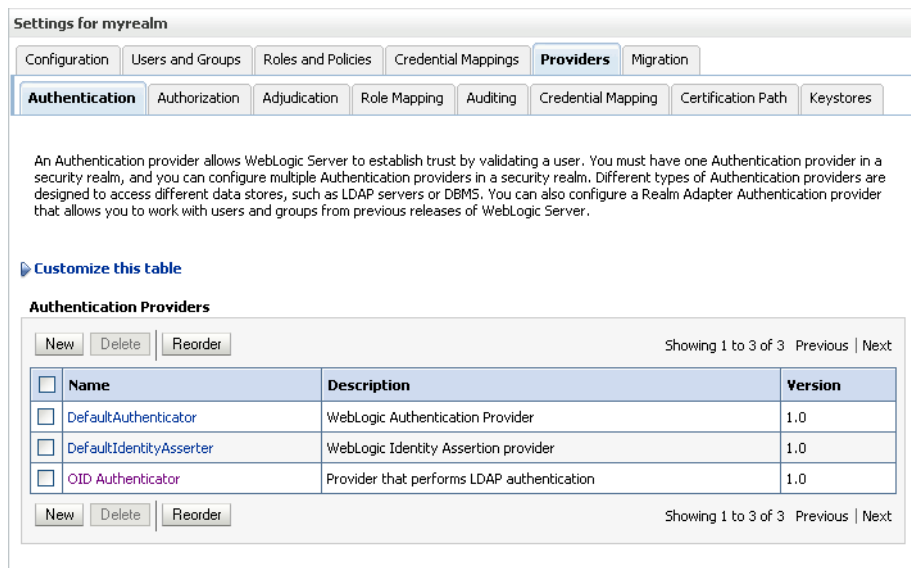 Settings for myrealm
Configuration Users and Groups Roles and Policies Credential Mappings Providers Migration
Authentication Authorization Adjudication Role Mapping Auditing Credential Mapping Certification Path Keystores
An Authentication provider allows WebLogic Server to establish trust by validating a user. You must have one Authentication provider in a
security realm, and you can configure multiple Authentication providers in a security realm. Different types of Authentication providers are
designed to access different data stores, such as LDAP servers or DBMS. You can also configure a Realm Adapter Authentication provider
that allows you to work with users and groups from previous releases of WebLogic Server.
Customize this table
Authentication Providers
New Delete Reorder Showing 1 to 3 of 3 Previous | Next
Name Description Version
DefaultAuthenticator WebLogic Authentication Provider 1.0
DefaultIdentityAsserter WebLogic Identity Assertion provider 1.0
OID Authenticator Provider that performs LDAP authentication 1.0
New Delete Reorder Showing 1 to 3 of 3 Previous | Next